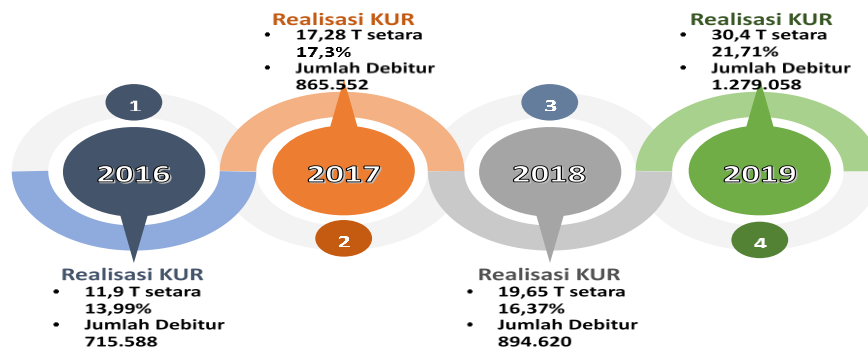 1
2016
Realisasi KUR
• 11,9 T setara
13,99%
• Jumlah Debitur
715.588
Realisasi KUR
• 17,28 T setara
17,3%
• Jumlah Debitur
865.552
2017
2
3
2018
Realisasi KUR
• 19,65 T setara
16,37%
• Jumlah Debitur
894.620
Realisasi KUR
• 30,4 T setara
21,71%
• Jumlah Debitur
1.279.058
2019
4